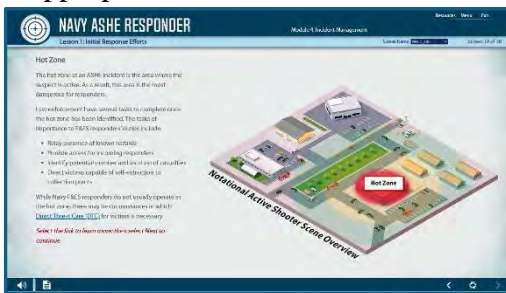 NAVY ASHE RESPONDER
Lesson 1: Initial Response Efforts
Module 4: Incident Management
Resources Menu Exit
Hot Zone
The hot zone at an ASHE incident is the area where the
suspect is active. As a result, this area is the most
dangerous for responders.
Law enforcement have several tasks to complete once
the hot zone has been identified. The tasks of
importance to F&ES responders include:
Relay presence of known hazards
Provide access for incoming responders
Identify potential number and location of casualties
Direct victims capable of self-extraction to
collection points
While Navy F&ES responders do not usually operate in
the hot zone, there may be circumstances in which
Direct Threat Care (DTC) for victims is necessary.
Select the link to learn more then select Next to
continue.
Hot Zone
Notational Active Shooter Scene Overview